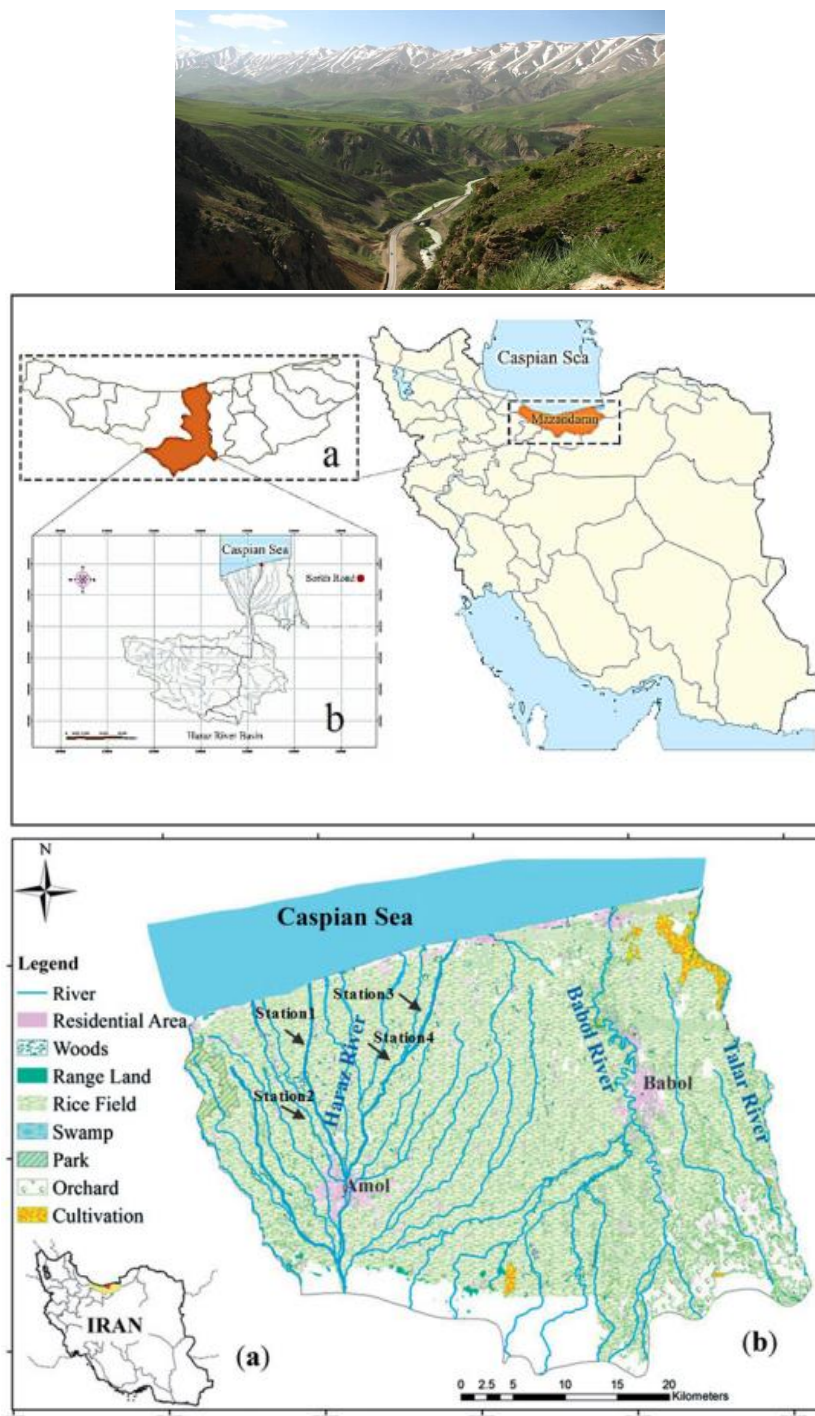 Caspian Sea
Mazandaran
a
Caspian Sea
b
Haraz River Basin
N
Caspian Sea
Legend
River
Residential Area
Woods
Range Land
Rice Field
Swamp
Park
Orchard
Cultivation
Station1
Station2
Station3
Station4
Haraz River
Amol
Babol River
Babol
Talar River
IRAN
(a)
(b)
0 2.5 5 10 15 20
Kilometers